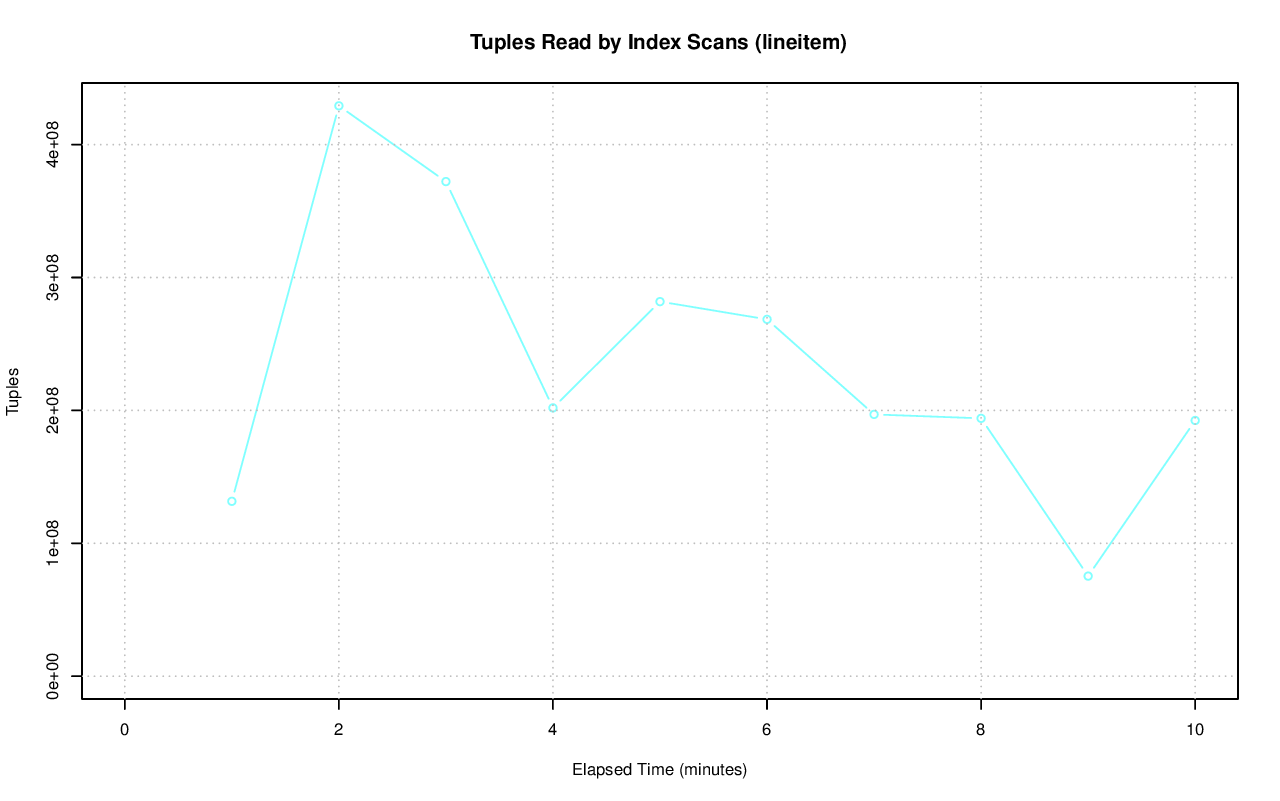 Tuples Read by Index Scans (lineitem)
Tuples
4e+08
3e+08
2e+08
1e+08
0e+00
0 2 4 6 8 10
Elapsed Time (minutes)